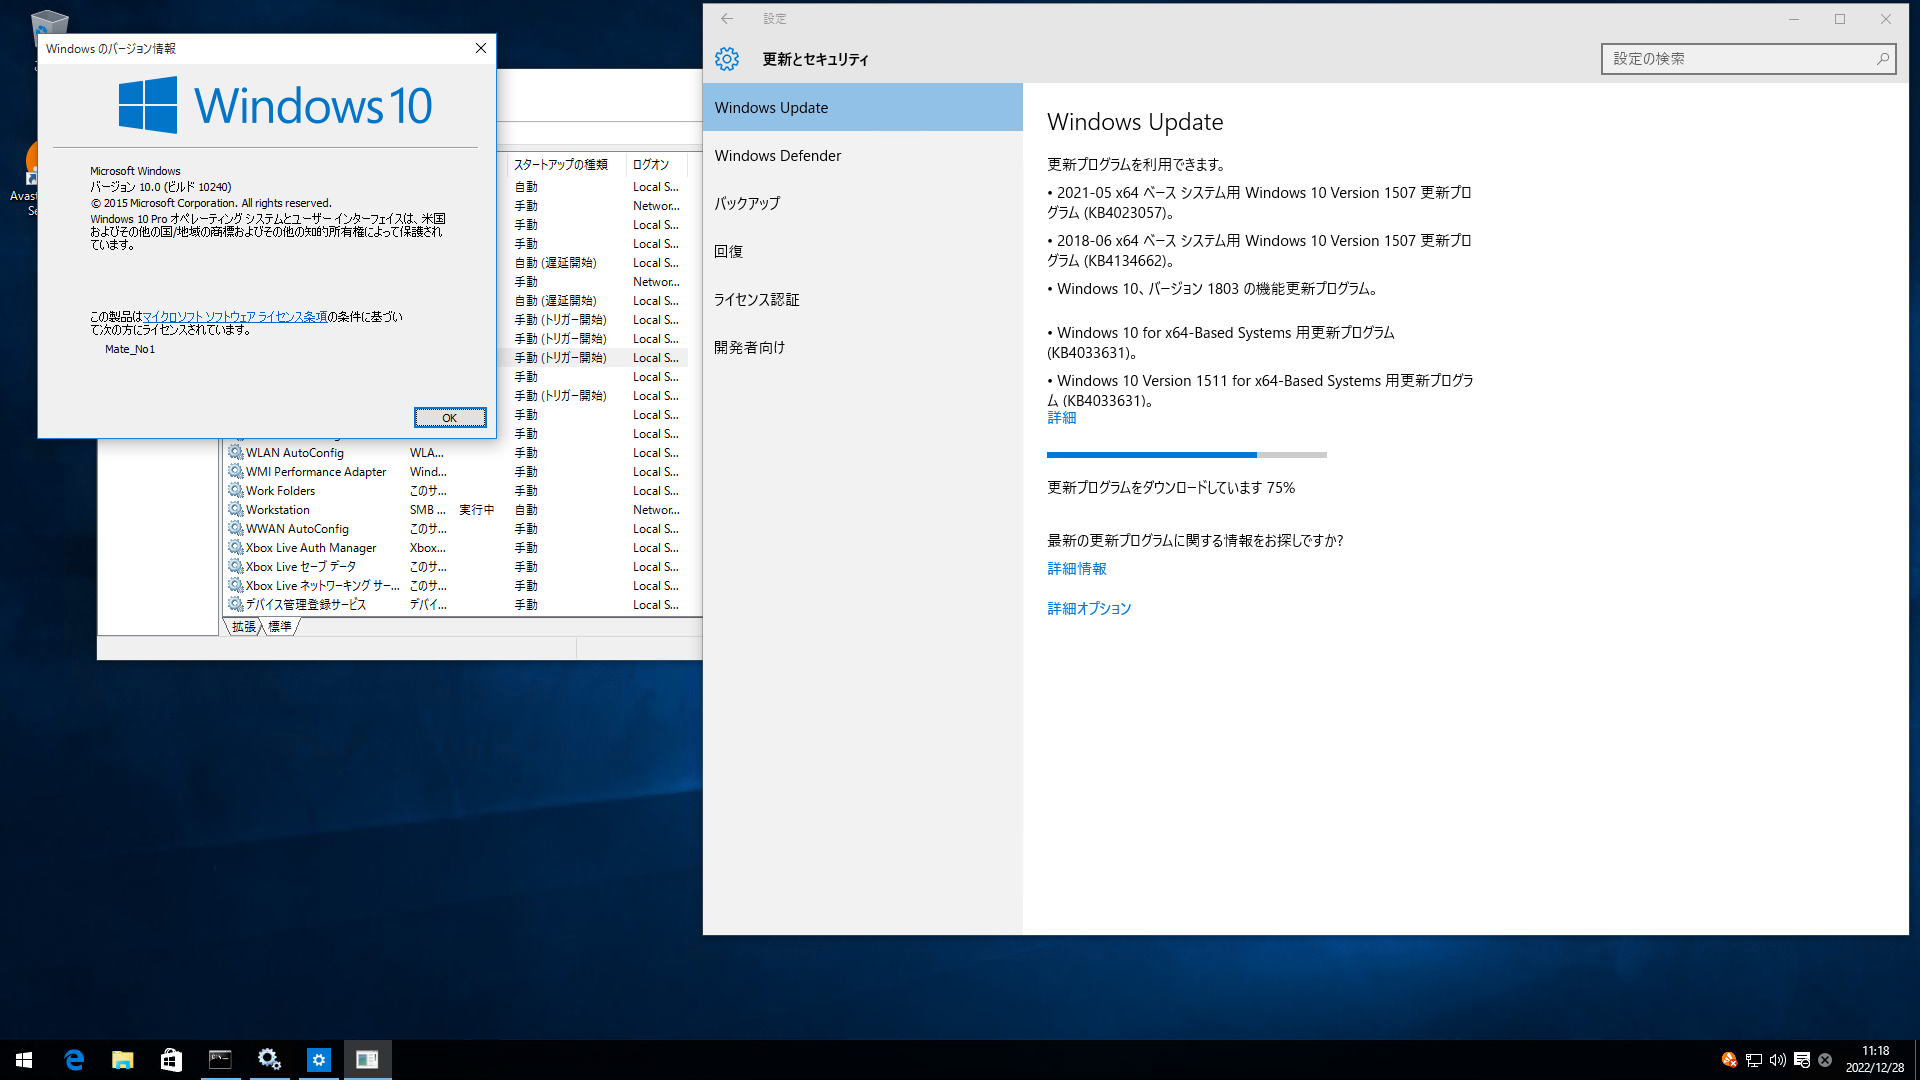 Avast
Se
Windows のバージョン情報
Windows 10
Microsoft Windows
バージョン 10.0 (ビルド 10240)
© 2015 Microsoft Corporation. All rights reserved.
Windows 10 Pro オペレーティング システムとユーザー インターフェイスは、米国
およびその他の国/地域の商標およびその他の知的所有権によって保護され
ています。
この製品はマイクロソフト ソフトウェア ライセンス条項の条件に基づい
て次の方にライセンスされています。
Mate_No1
OK
スタートアップの種類 ログオン
自動 Local S...
手動 Networ...
手動 Local S...
手動 Local S...
自動 (遅延開始) Local S...
手動 Networ...
自動 (遅延開始) Local S...
手動 (トリガー開始) Local S...
手動 (トリガー開始) Local S...
手動 (トリガー開始) Local S...
手動 Local S...
手動 (トリガー開始) Local S...
手動 Local S...
手動 Local S...
WLAN AutoConfig WLA... 手動 Local S...
WMI Performance Adapter Wind... 手動 Local S...
Work Folders このサ... 手動 Local S...
Workstation SMB ... 実行中 自動 Networ...
WWAN AutoConfig このサ... 手動 Local S...
Xbox Live Auth Manager Xbox... 手動 Local S...
Xbox Live セーブ データ このサ... 手動 Local S...
Xbox Live ネットワーキング サー... このサ... 手動 Local S...
デバイス管理登録サービス デバイ... 手動 Local S...
拡張 標準
設定
更新とセキュリティ
設定の検索
Windows Update
Windows Defender
バックアップ
回復
ライセンス認証
開発者向け
Windows Update
更新プログラムを利用できます。
• 2021-05 x64 ベース システム用 Windows 10 Version 1507 更新プロ
グラム (KB4023057)。
• 2018-06 x64 ベース システム用 Windows 10 Version 1507 更新プロ
グラム (KB4134662)。
• Windows 10、バージョン 1803 の機能更新プログラム。
• Windows 10 for x64-Based Systems 用更新プログラム
(KB4033631)。
• Windows 10 Version 1511 for x64-Based Systems 用更新プログラ
ム (KB4033631)。
詳細
更新プログラムをダウンロードしています 75%
最新の更新プログラムに関する情報をお探しですか?
詳細情報
詳細オプション
11:18
2022/12/28